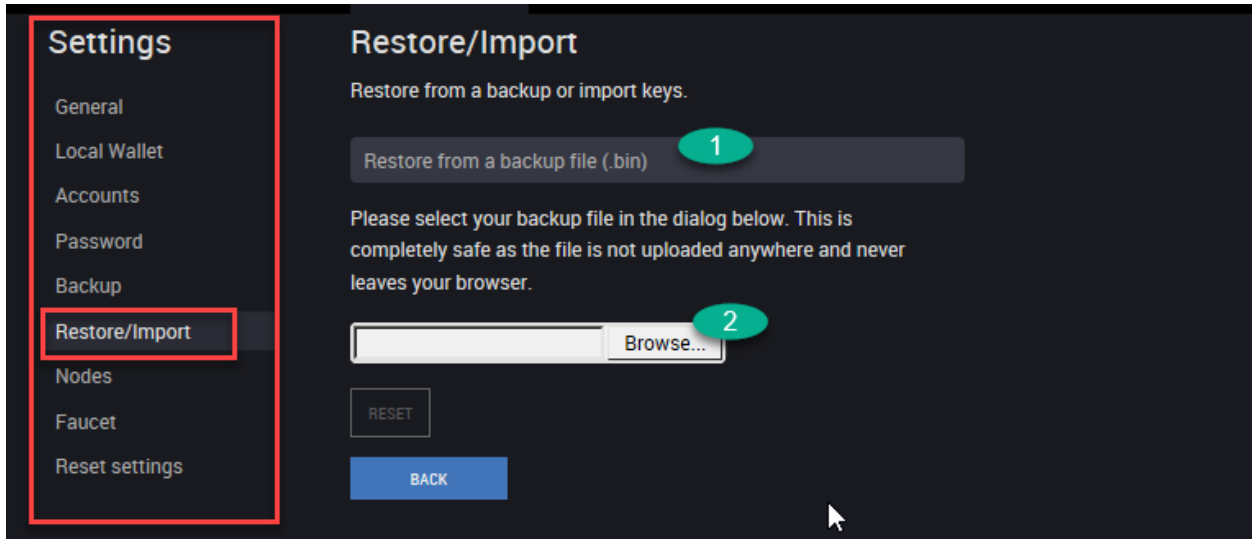 Settings
General
Local Wallet
Accounts
Password
Backup
Restore/Import
Nodes
Faucet
Reset settings
Restore/Import
Restore from a backup or import keys.
1
Restore from a backup file (.bin)
Please select your backup file in the dialog below. This is
completely safe as the file is not uploaded anywhere and never
leaves your browser.
2
Browse...
RESET
BACK